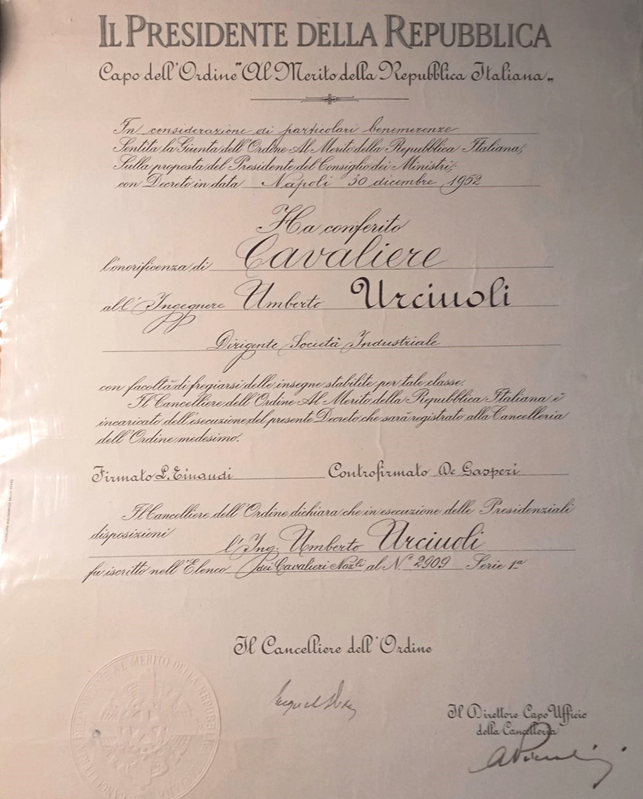 IL PRESIDENTE DELLA REPUBBLICA
Capo dell'Ordine "Al Merito della Repubblica Italiana"
In considerazione di particolari benemerenze
Sentita la Giunta dell'Ordine Al Merito della Repubblica Italiana;
Sulla proposta del Presidente del Consiglio dei Ministri;
con Decreto in data Napoli 30 dicembre 1952
Ha conferito
l'onorificenza di Cavaliere
all'Ingegnere Umberto Urciuoli
Dirigente Società Industriale
con facoltà di fregiarsi delle insegne stabilite per tale classe.
Il Cancelliere dell'Ordine Al Merito della Repubblica Italiana è
incaricato dell'esecuzione del presente Decreto che sarà registrato alla Cancelleria
dell'Ordine medesimo.
Firmato L. Einaudi Controfirmato De Gasperi
Il Cancelliere dell'Ordine dichiara che in esecuzione delle Presidenziali
disposizioni l'Ing. Umberto Urciuoli
fu iscritto nell'Elenco dei Cavalieri Naz.li al N° 2909 Serie 1a
Il Cancelliere dell'Ordine
Il Direttore Capo Ufficio
della Cancelleria
AL MERITO DELLA REPUBBLICA